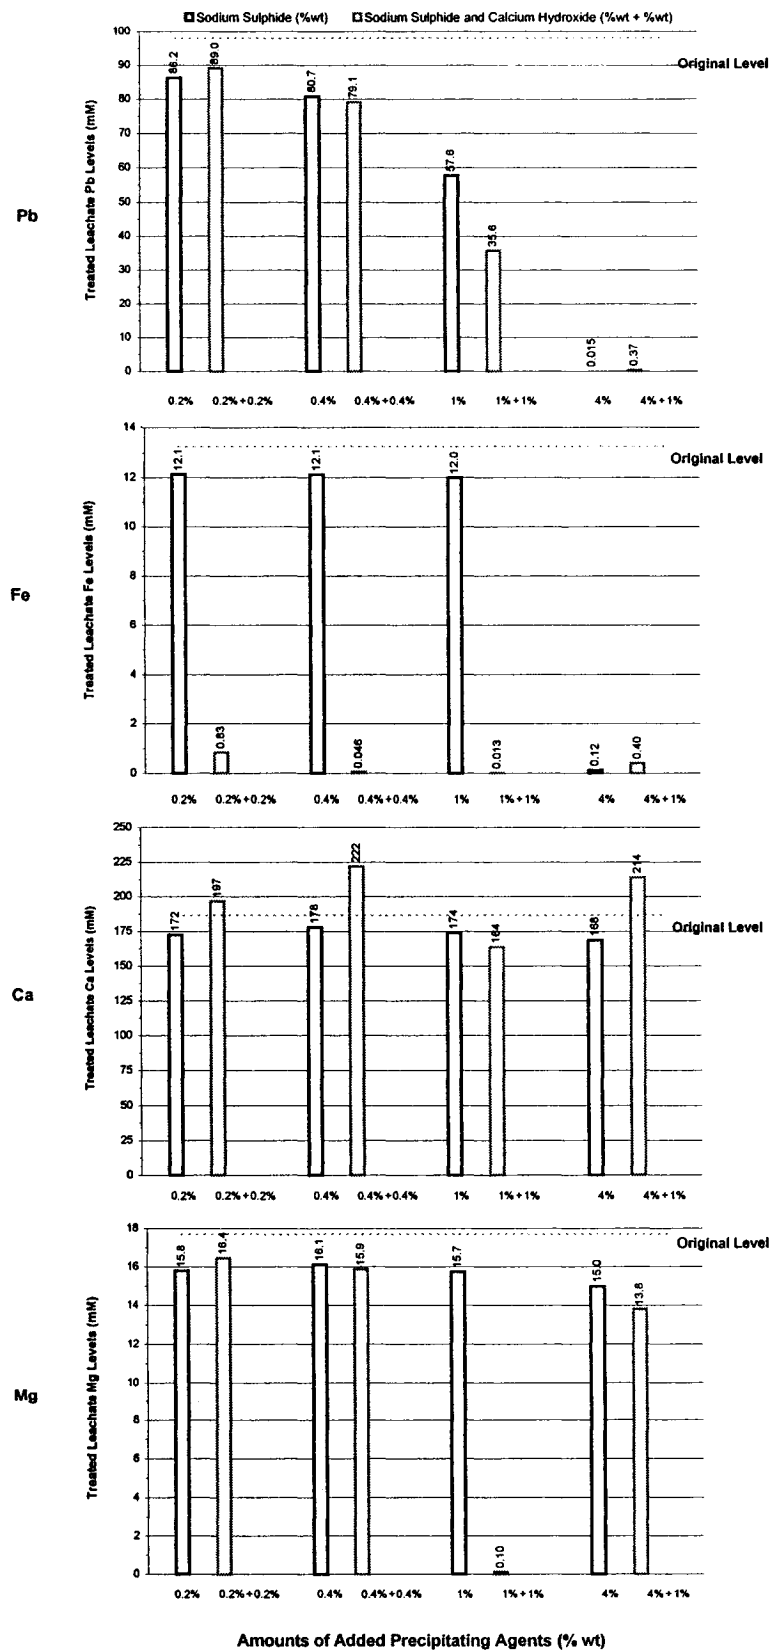 Sodium Sulphide (%wt) Sodium Sulphide and Calcium Hydroxide (%wt + %wt)
Pb
Treated Leachate Pb Levels (mM)
100
90
80
70
60
50
40
30
20
10
0
Original Level
86.2 89.0 80.7 79.1 57.8 35.6 0.015 0.37
0.2% 0.2% + 0.2% 0.4% 0.4% + 0.4% 1% 1% + 1% 4% 4% + 1%
Fe
Treated Leachate Fe Levels (mM)
14
12
10
8
6
4
2
0
Original Level
12.1 0.83 12.1 0.046 12.0 0.013 0.12 0.40
0.2% 0.2% + 0.2% 0.4% 0.4% + 0.4% 1% 1% + 1% 4% 4% + 1%
Ca
Treated Leachate Ca Levels (mM)
250
225
200
175
150
125
100
75
50
25
0
Original Level
172 197 178 222 174 164 168 214
0.2% 0.2% + 0.2% 0.4% 0.4% + 0.4% 1% 1% + 1% 4% 4% + 1%
Mg
Treated Leachate Mg Levels (mM)
18
16
14
12
10
8
6
4
2
0
Original Level
15.8 16.4 16.1 15.9 15.7 0.10 15.0 13.8
0.2% 0.2% + 0.2% 0.4% 0.4% + 0.4% 1% 1% + 1% 4% 4% + 1%
Amounts of Added Precipitating Agents (% wt)